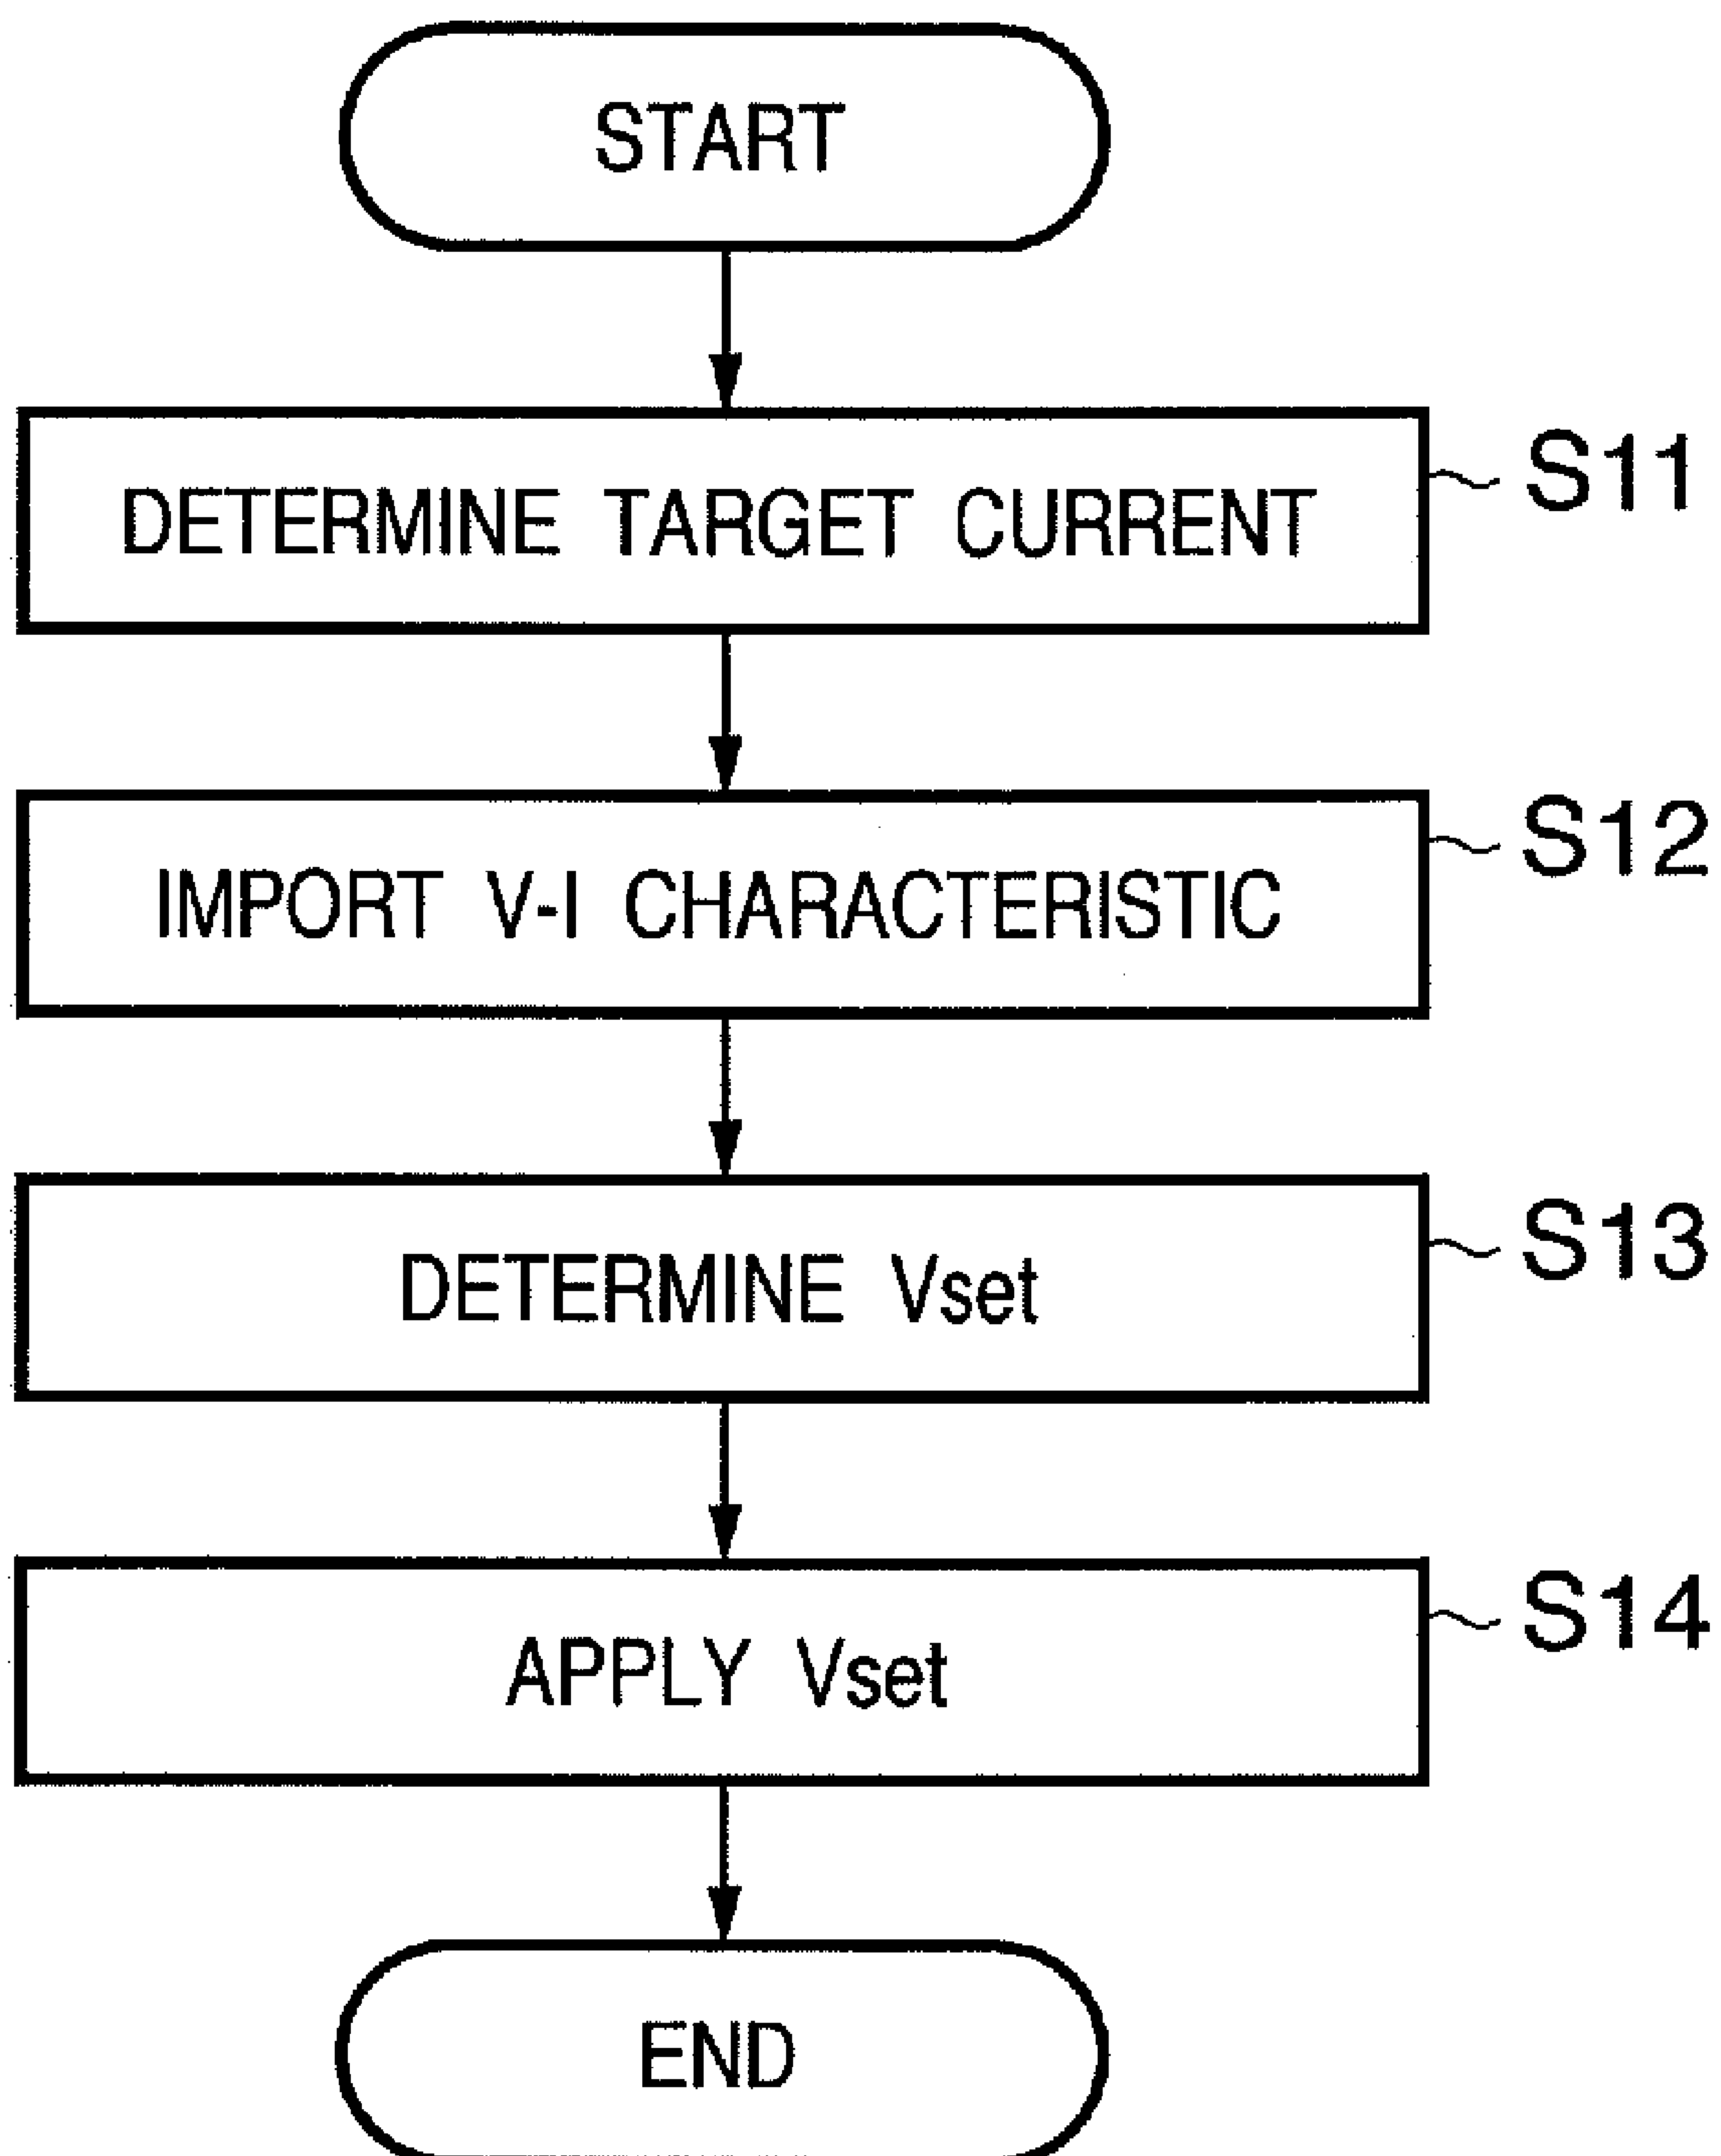 START
DETERMINE TARGET CURRENT
S11
IMPORT V-I CHARACTERISTIC
S12
DETERMINE Vset
S13
APPLY Vset
S14
END